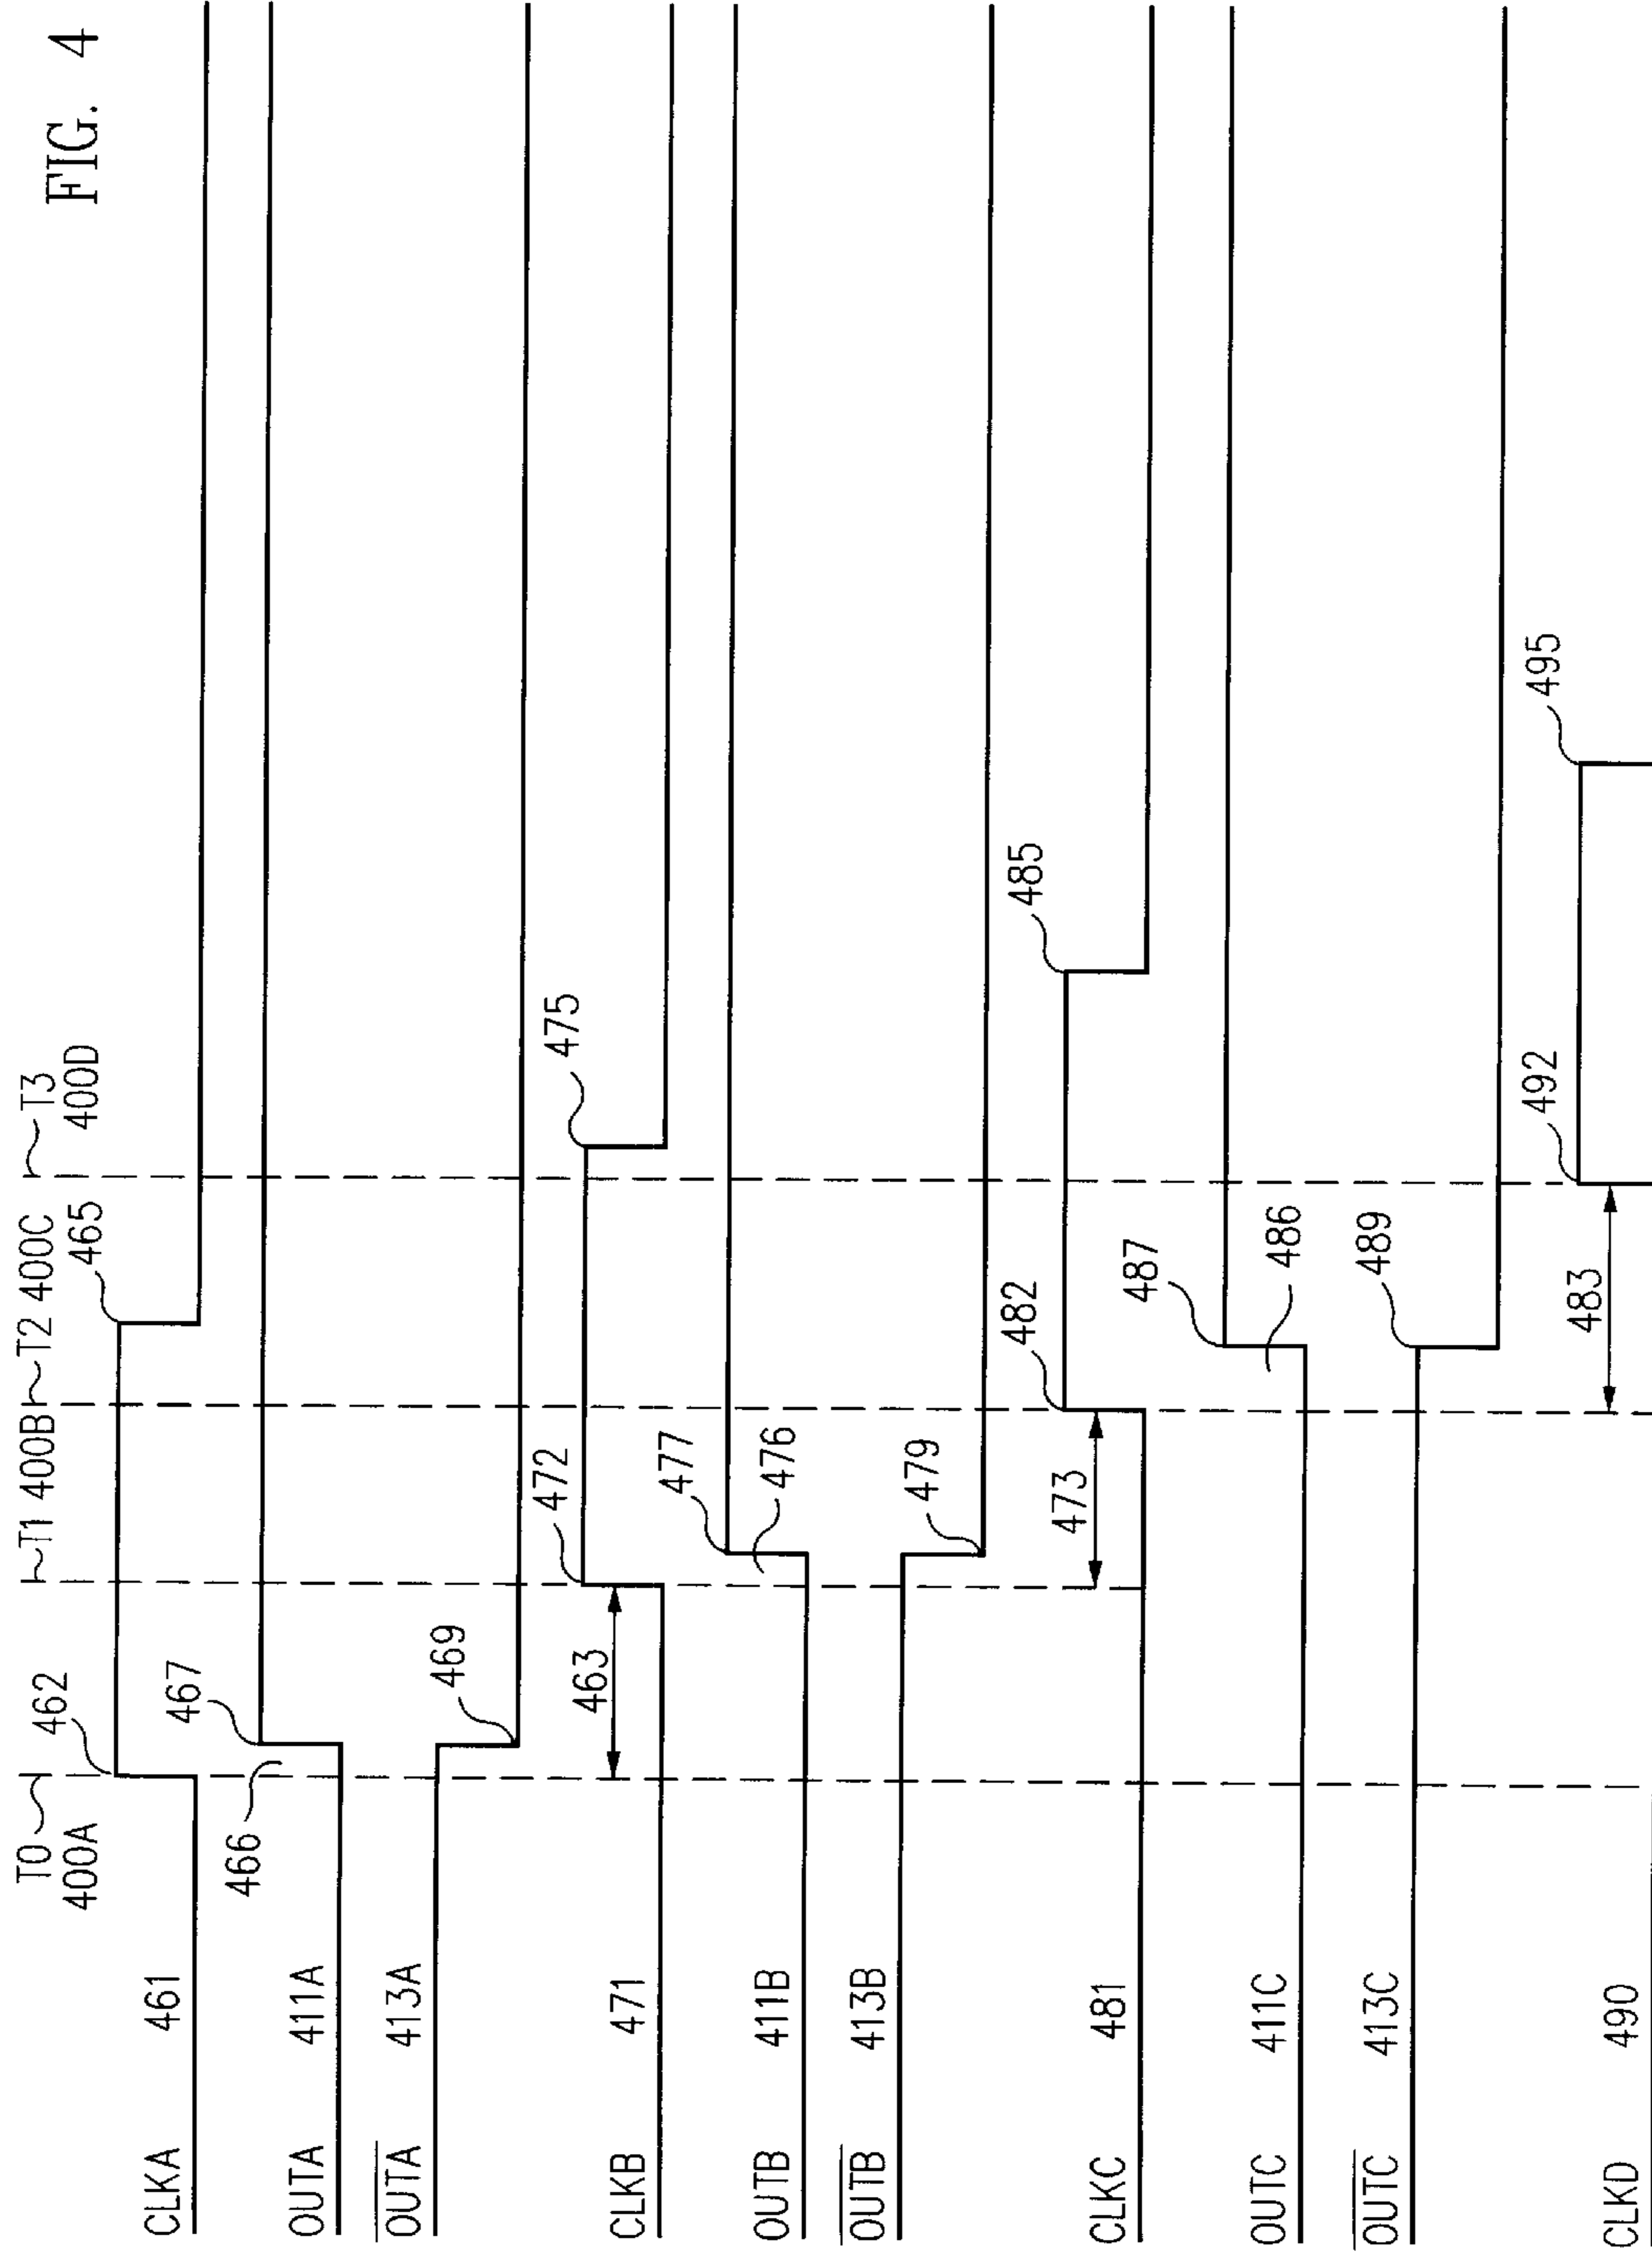 FIG. 4
T0 T1 400B T2 400C T3
400A 400D
462 465
CLKA 461
467
466
OUTA 411A
OUTA 413A
469
472 475
463
CLKB 471
477
476
OUTB 411B
OUTB 413B
479
482 485
473
CLKC 481
487
486
OUTC 411C
489
OUTC 413C
492 495
483
CLKD 490